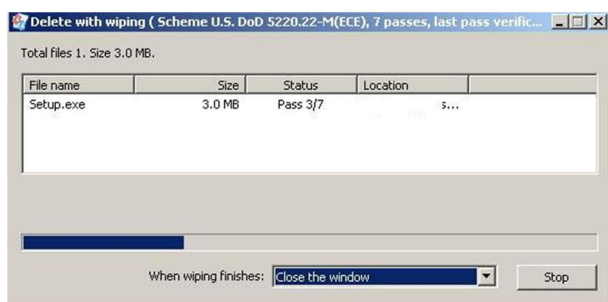 Delete with wiping ( Scheme U.S. DoD 5220.22-M(ECE), 7 passes, last pass verific...
Total files 1. Size 3.0 MB.
File name Size Status Location
Setup.exe 3.0 MB Pass 3/7 s...
When wiping finishes: Close the window Stop